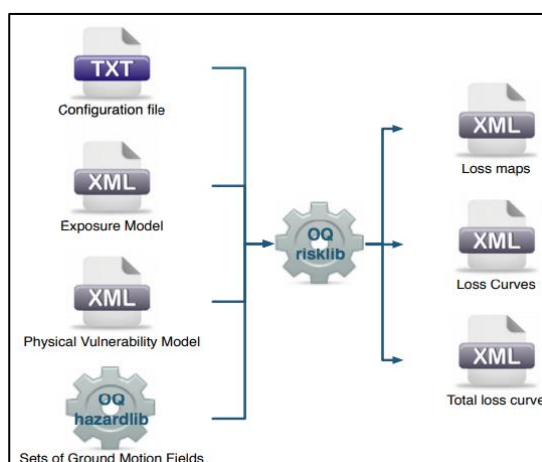 TXT
Configuration file
XML
Exposure Model
XML
Physical Vulnerability Model
OQ
hazardlib
Sets of Ground Motion Fields
OQ
risklib
XML
Loss maps
XML
Loss Curves
XML
Total loss curve